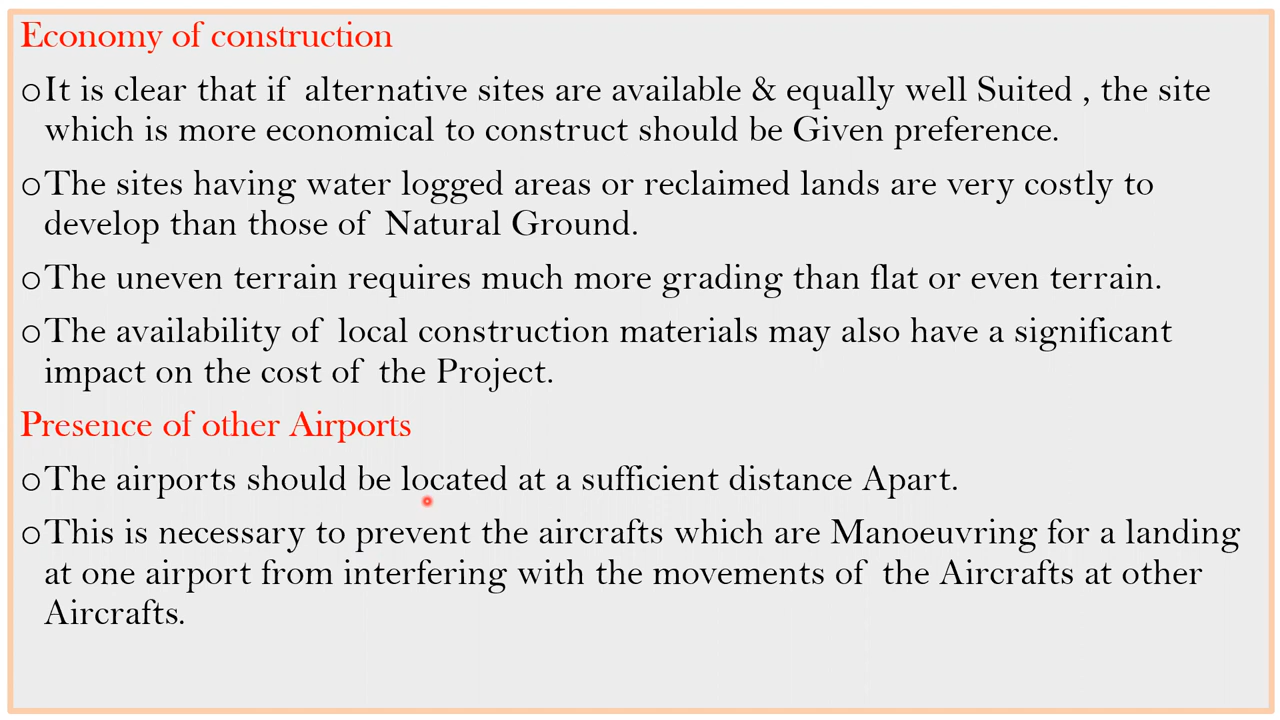 Economy of construction
oIt is clear that if alternative sites are available & equally well Suited , the site
which is more economical to construct should be Given preference.
oThe sites having water logged areas or reclaimed lands are very costly to
develop than those of Natural Ground.
oThe uneven terrain requires much more grading than flat or even terrain.
oThe availability of local construction materials may also have a significant
impact on the cost of the Project.
Presence of other Airports
oThe airports should be located at a sufficient distance Apart.
oThis is necessary to prevent the aircrafts which are Manoeuvring for a landing
at one airport from interfering with the movements of the Aircrafts at other
Aircrafts.